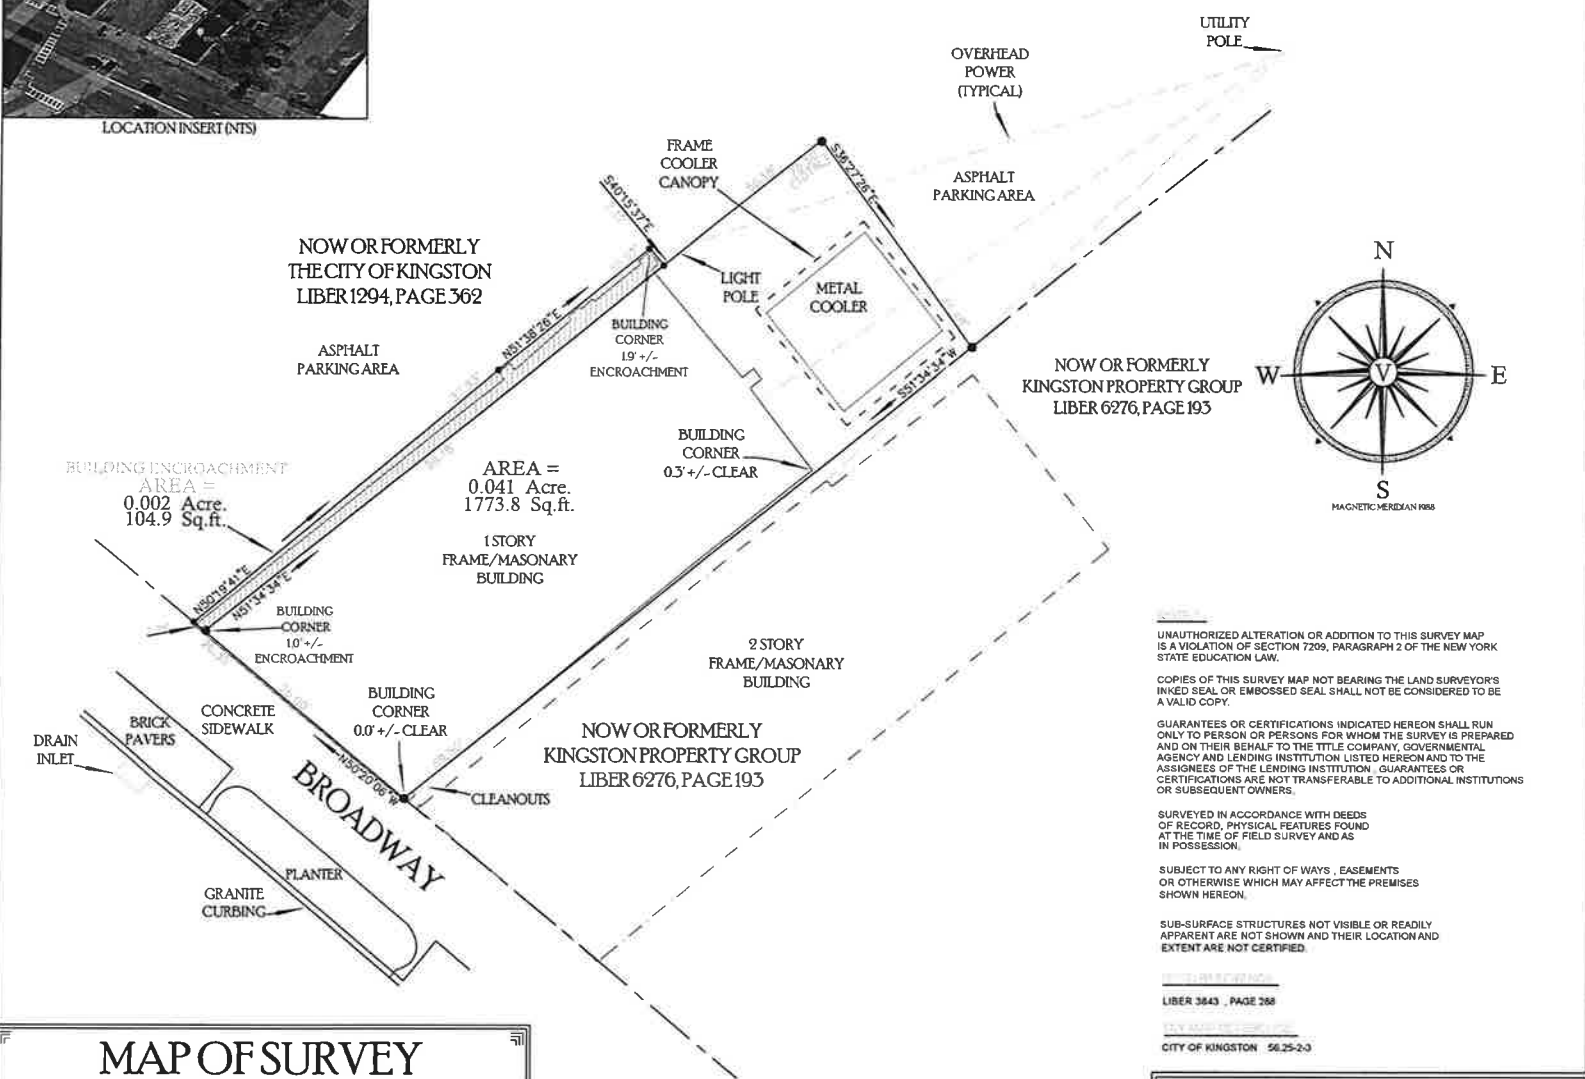 LOCATION INSERT (NTS)
UTILITY
POLE
OVERHEAD
POWER
(TYPICAL)
FRAME
COOLER
CANOPY
S36°27'26"E
ASPHALT
PARKING AREA
S40°15'37"E
NOW OR FORMERLY
THE CITY OF KINGSTON
LIBER 1294, PAGE 362
LIGHT
POLE
METAL
COOLER
N
W
V
E
S
MAGNETIC MERIDIAN 1988
BUILDING
CORNER
1.9' +/-
ENCROACHMENT
N51°38'26"E
ASPHALT
PARKING AREA
S51°34'34"W
NOW OR FORMERLY
KINGSTON PROPERTY GROUP
LIBER 6276, PAGE 193
BUILDING
CORNER
0.3' +/- CLEAR
BUILDING ENCROACHMENT
AREA =
0.002 Acre.
104.9 Sq.ft.
AREA =
0.041 Acre.
1773.8 Sq.ft.
1 STORY
FRAME/MASONARY
BUILDING
N50°19'41"E
N51°34'34"E
BUILDING
CORNER
1.0' +/-
ENCROACHMENT
2 STORY
FRAME/MASONARY
BUILDING
BUILDING
CORNER
0.0' +/- CLEAR
CONCRETE
SIDEWALK
BRICK
PAVERS
DRAIN
INLET
N50°20'06"W
BROADWAY
NOW OR FORMERLY
KINGSTON PROPERTY GROUP
LIBER 6276, PAGE 193
CLEANOUTS
PLANTER
GRANITE
CURBING
UNAUTHORIZED ALTERATION OR ADDITION TO THIS SURVEY MAP
IS A VIOLATION OF SECTION 7209, PARAGRAPH 2 OF THE NEW YORK
STATE EDUCATION LAW.
COPIES OF THIS SURVEY MAP NOT BEARING THE LAND SURVEYOR'S
INKED SEAL OR EMBOSSED SEAL SHALL NOT BE CONSIDERED TO BE
A VALID COPY.
GUARANTEES OR CERTIFICATIONS INDICATED HEREON SHALL RUN
ONLY TO PERSON OR PERSONS FOR WHOM THE SURVEY IS PREPARED
AND ON THEIR BEHALF TO THE TITLE COMPANY, GOVERNMENTAL
AGENCY AND LENDING INSTITUTION LISTED HEREON AND TO THE
ASSIGNEES OF THE LENDING INSTITUTION. GUARANTEES OR
CERTIFICATIONS ARE NOT TRANSFERABLE TO ADDITIONAL INSTITUTIONS
OR SUBSEQUENT OWNERS.
SURVEYED IN ACCORDANCE WITH DEEDS
OF RECORD, PHYSICAL FEATURES FOUND
AT THE TIME OF FIELD SURVEY AND AS
IN POSSESSION.
SUBJECT TO ANY RIGHT OF WAYS , EASEMENTS
OR OTHERWISE WHICH MAY AFFECT THE PREMISES
SHOWN HEREON.
SUB-SURFACE STRUCTURES NOT VISIBLE OR READILY
APPARENT ARE NOT SHOWN AND THEIR LOCATION AND
EXTENT ARE NOT CERTIFIED.
LIBER 3843 , PAGE 288
CITY OF KINGSTON 56.25-2-3
MAP OF SURVEY